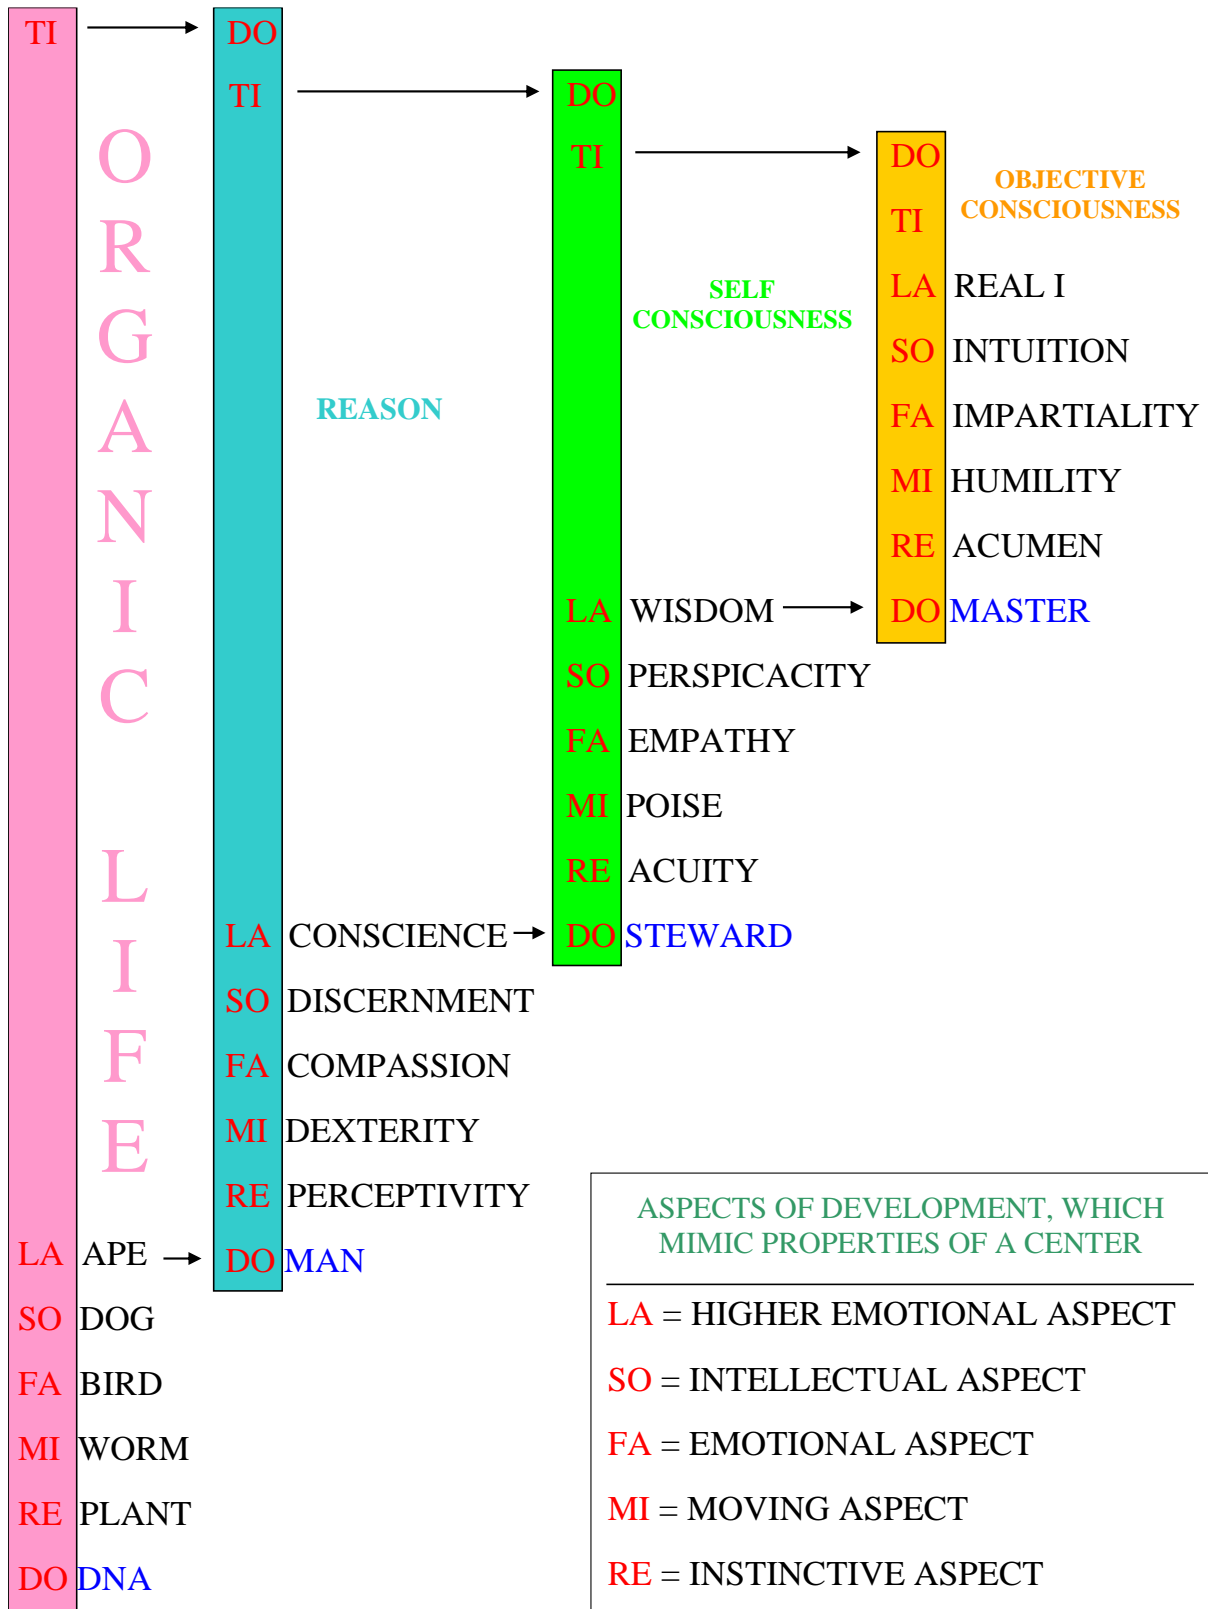 TI
DO
TI
DO
TI
DO
TI
OBJECTIVE
CONSCIOUSNESS
LA REAL I
SO INTUITION
FA IMPARTIALITY
MI HUMILITY
RE ACUMEN
DO MASTER
SELF
CONSCIOUSNESS
LA WISDOM
SO PERSPICACITY
FA EMPATHY
MI POISE
RE ACUITY
DO STEWARD
REASON
LA CONSCIENCE
SO DISCERNMENT
FA COMPASSION
MI DEXTERITY
RE PERCEPTIVITY
DO MAN
ORGANIC LIFE
LA APE
SO DOG
FA BIRD
MI WORM
RE PLANT
DO DNA
ASPECTS OF DEVELOPMENT, WHICH
MIMIC PROPERTIES OF A CENTER
LA = HIGHER EMOTIONAL ASPECT
SO = INTELLECTUAL ASPECT
FA = EMOTIONAL ASPECT
MI = MOVING ASPECT
RE = INSTINCTIVE ASPECT